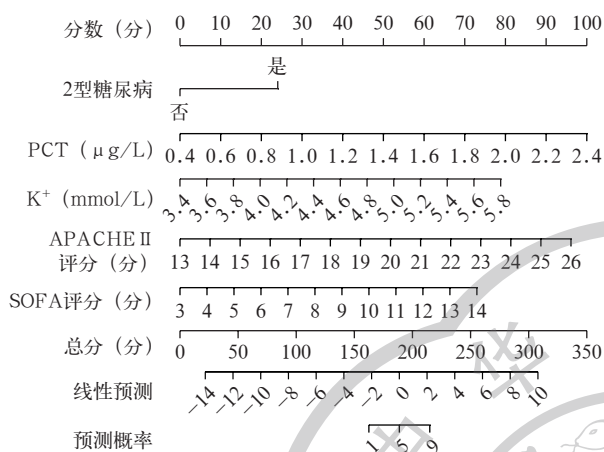 分数（分） 0 10 20 30 40 50 60 70 80 90 100
是
2型糖尿病
否
PCT（μg/L） 0.4 0.6 0.8 1.0 1.2 1.4 1.6 1.8 2.0 2.2 2.4
K⁺（mmol/L） 3.4 3.6 3.8 4.0 4.2 4.4 4.6 4.8 5.0 5.2 5.4 5.6 5.8
APACHEⅡ
评分（分） 13 14 15 16 17 18 19 20 21 22 23 24 25 26
SOFA评分（分） 3 4 5 6 7 8 9 10 11 12 13 14
总分（分） 0 50 100 150 200 250 300 350
线性预测 −14 −12 −10 −8 −6 −4 −2 0 2 4 6 8 10
预测概率 1 5 9
中华